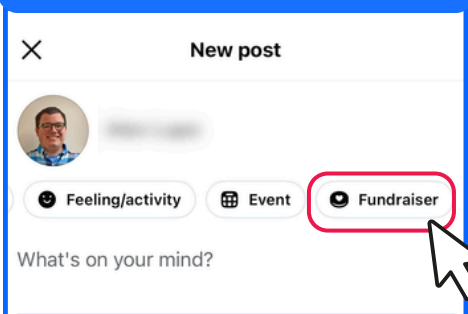 New post
Feeling/activity Event Fundraiser
What's on your mind?